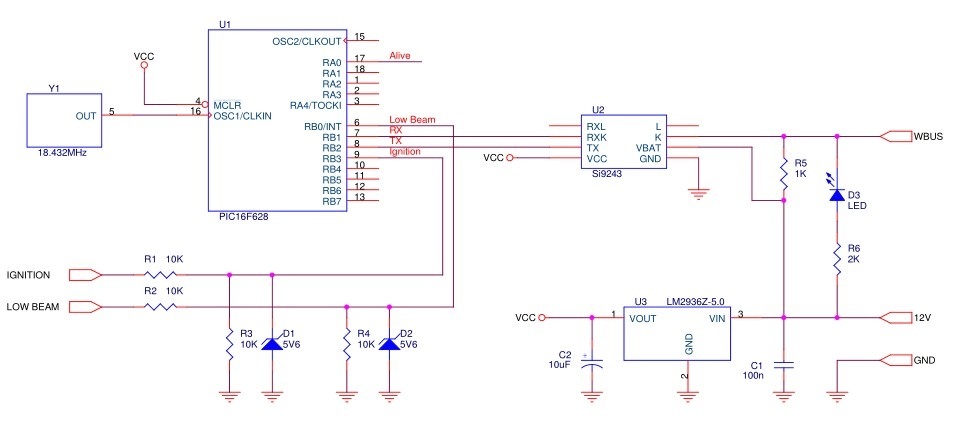 U1
OSC2/CLKOUT 15
VCC
RA0 17 Alive
RA1 18
RA2 1
RA3 2
RA4/TOCKI 3
Y1
OUT 5
18.432MHz
4 MCLR
16 OSC1/CLKIN
RB0/INT 6 Low Beam
RB1 7 RX
RB2 8 TX
RB3 9 Ignition
RB4 10
RB5 11
RB6 12
RB7 13
PIC16F628
U2
RXL L
RXK K
TX VBAT
VCC VCC GND
Si9243
WBUS
R5
1K
D3
LED
R6
2K
IGNITION
R1 10K
LOW BEAM
R2 10K
R3
10K
D1
5V6
R4
10K
D2
5V6
U3 LM2936Z-5.0
VCC 1 VOUT VIN 3
GND
2
12V
C2
10uF
+
C1
100n
GND